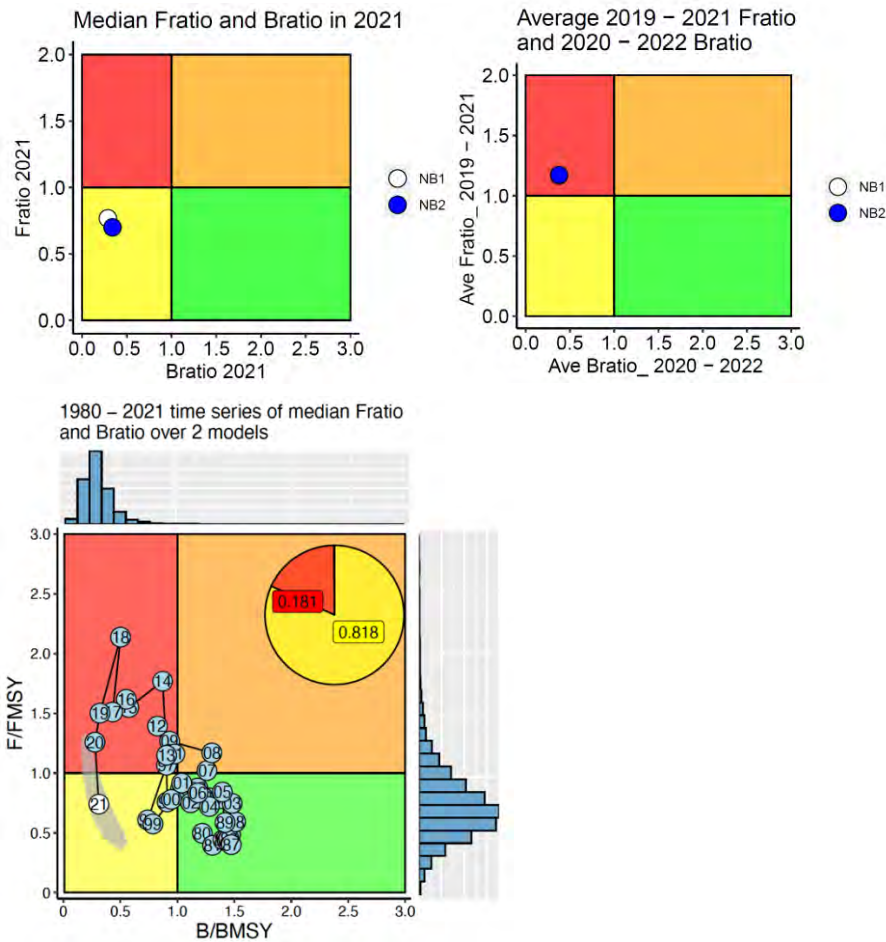 Median Fratio and Bratio in 2021
2.0
1.5
1.0
0.5
0.0
Fratio 2021
0.0 0.5 1.0 1.5 2.0 2.5 3.0
Bratio 2021
NB1
NB2
Average 2019 − 2021 Fratio
and 2020 − 2022 Bratio
2.0
1.5
1.0
0.5
0.0
Ave Fratio_ 2019 − 2021
0.0 0.5 1.0 1.5 2.0 2.5 3.0
Ave Bratio_ 2020 − 2022
NB1
NB2
1980 − 2021 time series of median Fratio
and Bratio over 2 models
3.0
2.5
2.0
1.5
1.0
0.5
0
F/FMSY
0.181
0.818
18
14
16
19
12
20
09
13
08
07
01
06
05
00
02
04
03
21
99
89
80
87
0 0.5 1.0 1.5 2.0 2.5 3.0
B/BMSY